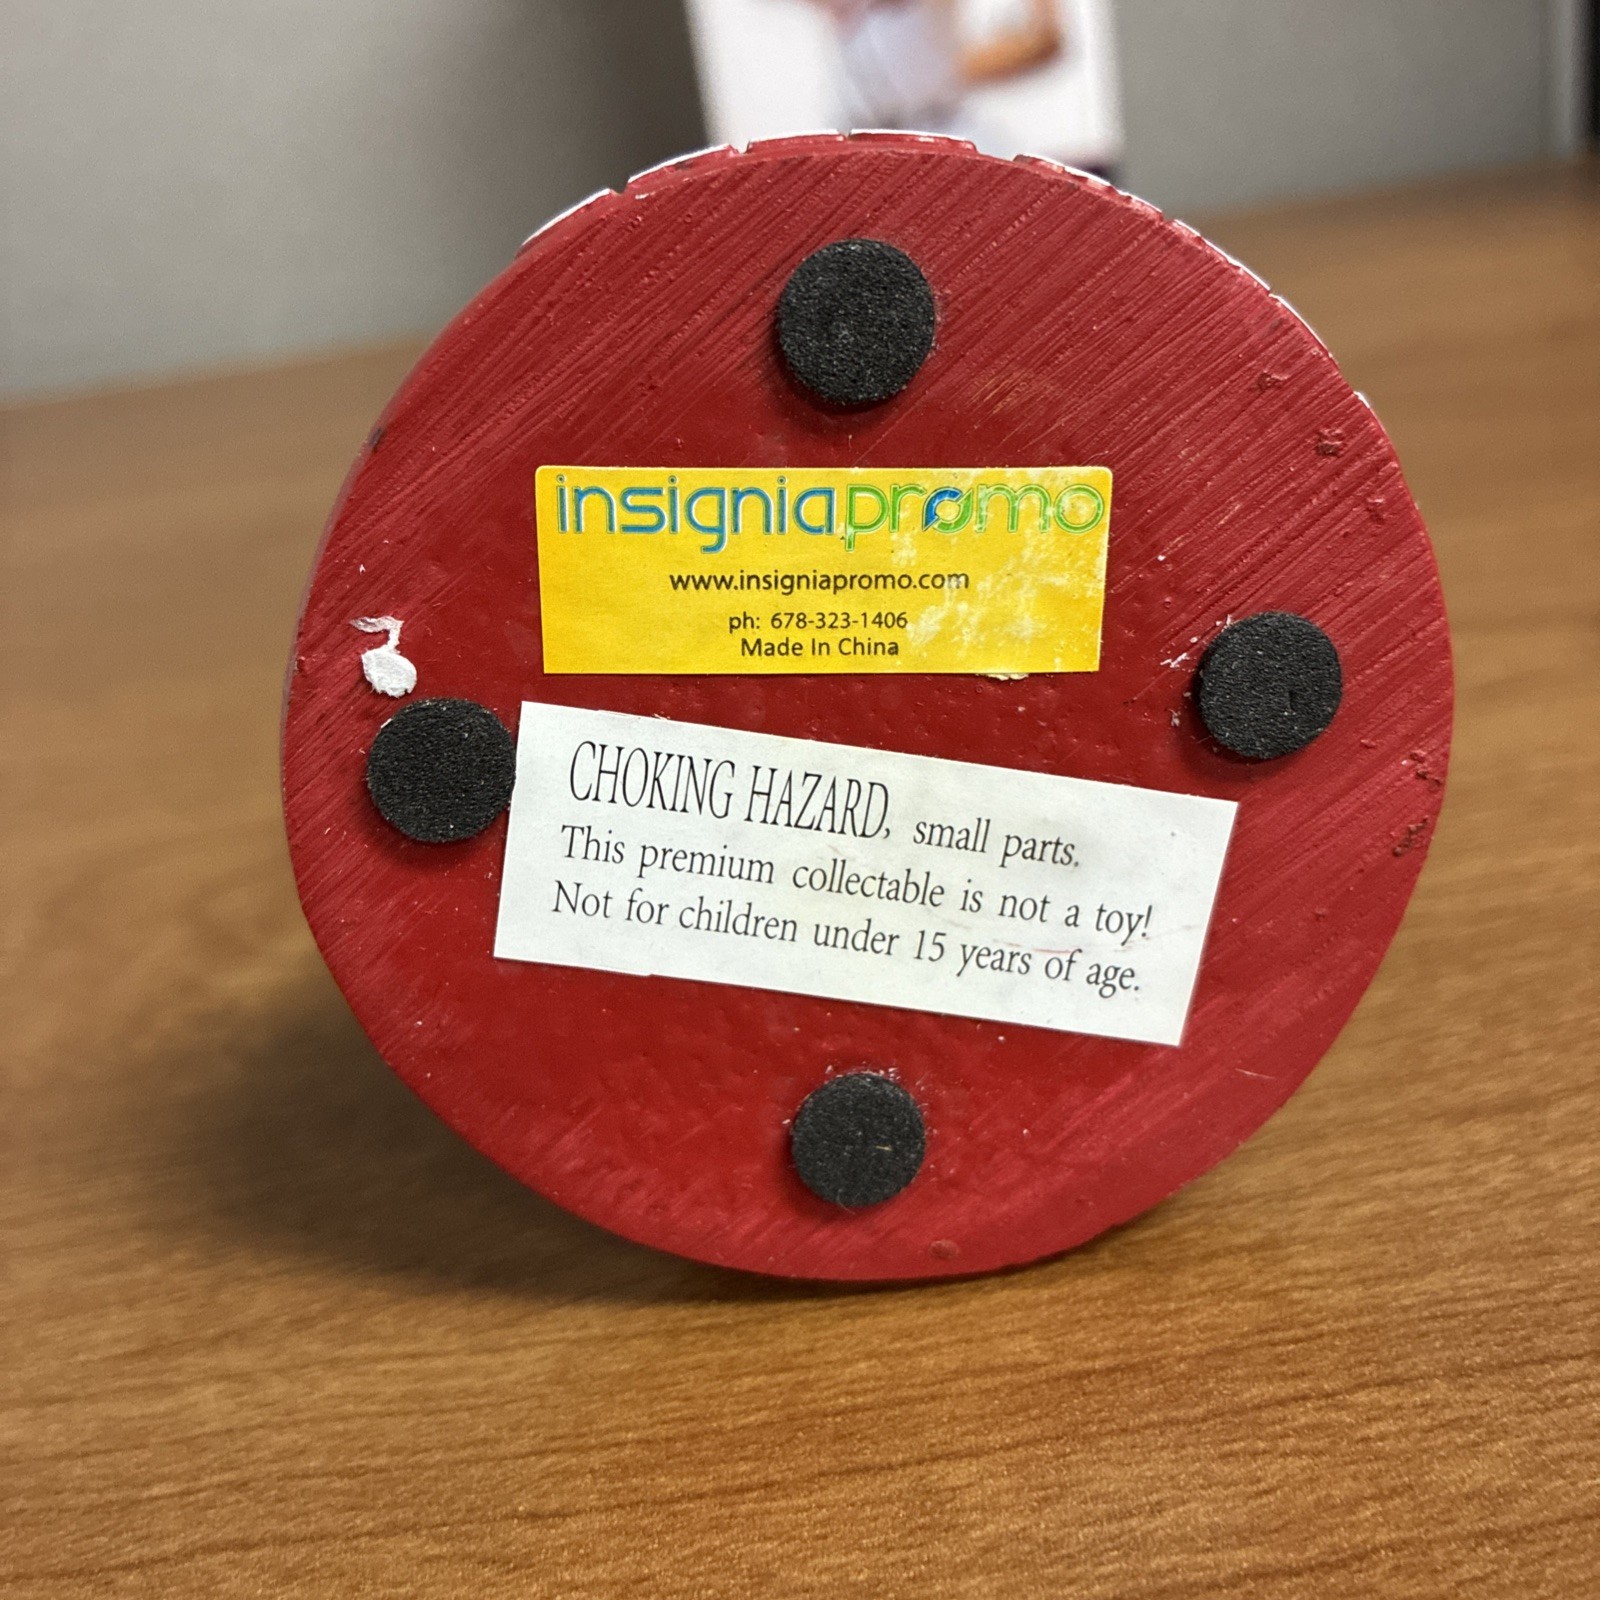 insigniapromo
www.insigniapromo.com
ph: 678-323-1406
Made In China
CHOKING HAZARD, small parts.
This premium collectable is not a toy!
Not for children under 15 years of age.